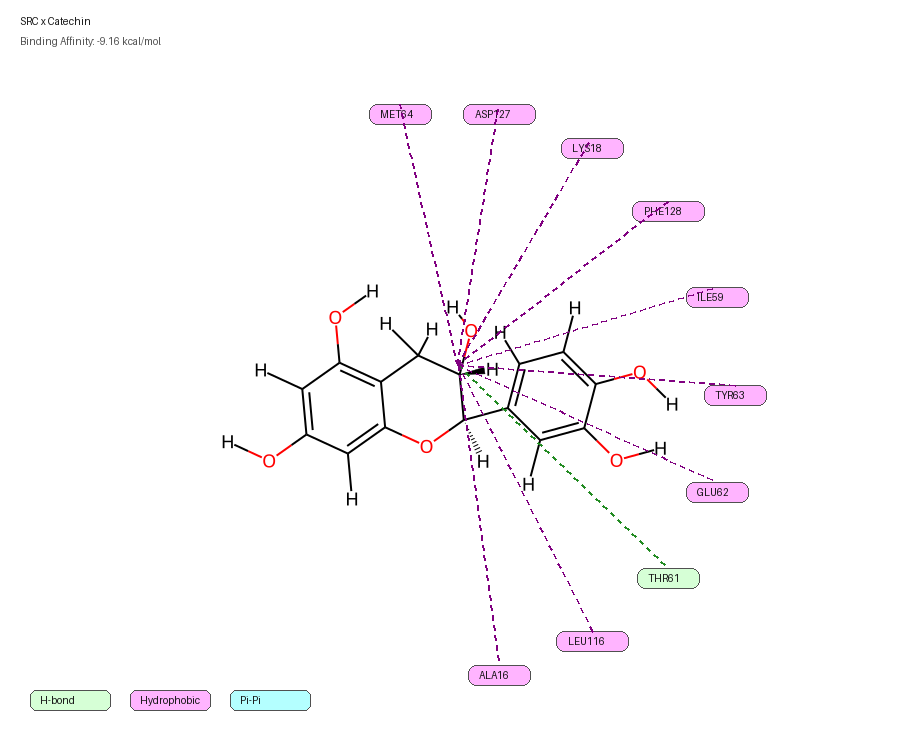 SRC x Catechin
Binding Affinity: -9.16 kcal/mol
MET64 ASP127
LYS18
PHE128
ILE59
TYR63
GLU62
THR61
LEU116
ALA16
H
O
H
H
H
O
H
H
H
H
O
H
H
O
H
O
H
O
H
H
H
H-bond Hydrophobic Pi-Pi